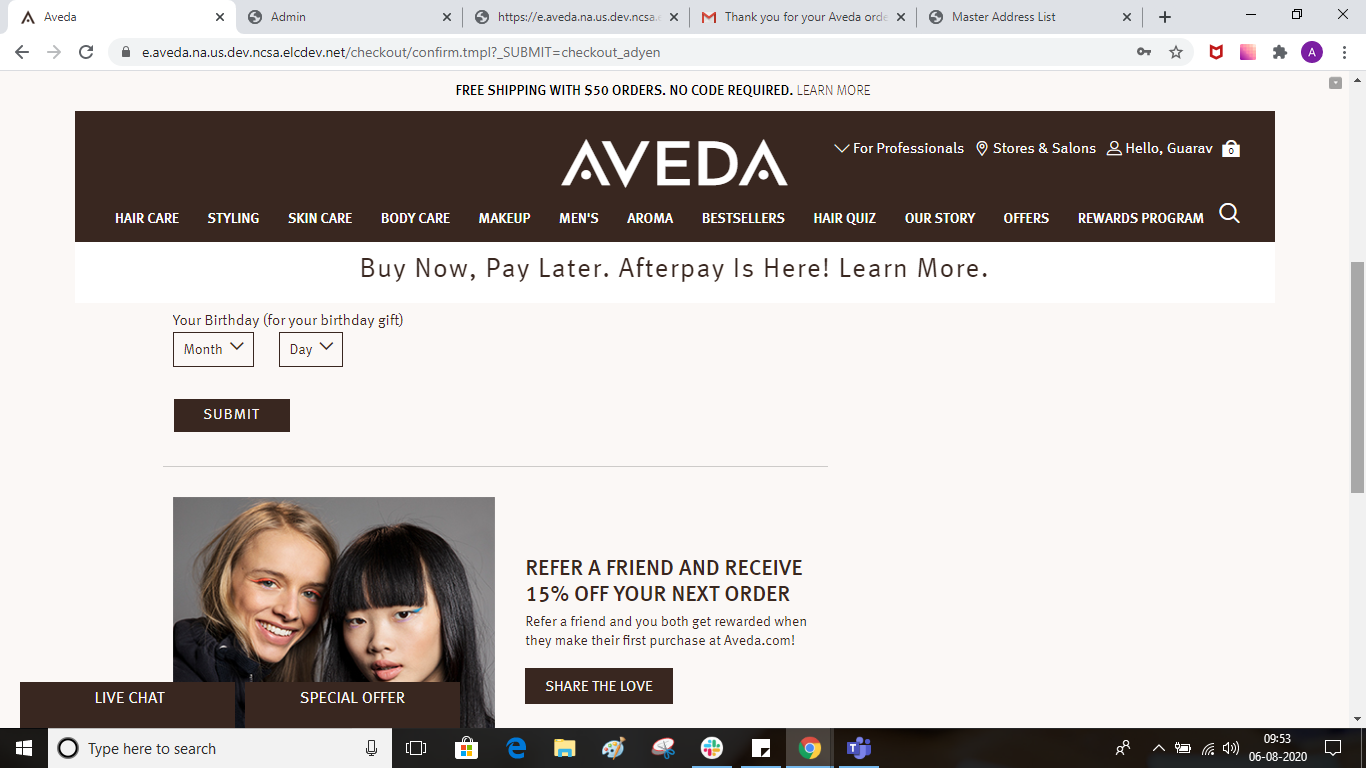 Aveda
Admin
https://e.aveda.na.us.dev.ncsa.e
Thank you for your Aveda orde
Master Address List
e.aveda.na.us.dev.ncsa.elcdev.net/checkout/confirm.tmpl?_SUBMIT=checkout_adyen
A
FREE SHIPPING WITH $50 ORDERS. NO CODE REQUIRED. LEARN MORE
AVEDA
For Professionals
Stores & Salons
Hello, Guarav
0
HAIR CARE
STYLING
SKIN CARE
BODY CARE
MAKEUP
MEN'S
AROMA
BESTSELLERS
HAIR QUIZ
OUR STORY
OFFERS
REWARDS PROGRAM
Buy Now, Pay Later. Afterpay Is Here! Learn More.
Your Birthday (for your birthday gift)
Month
Day
SUBMIT
REFER A FRIEND AND RECEIVE
15% OFF YOUR NEXT ORDER
Refer a friend and you both get rewarded when
they make their first purchase at Aveda.com!
SHARE THE LOVE
LIVE CHAT
SPECIAL OFFER
Type here to search
09:53
06-08-2020